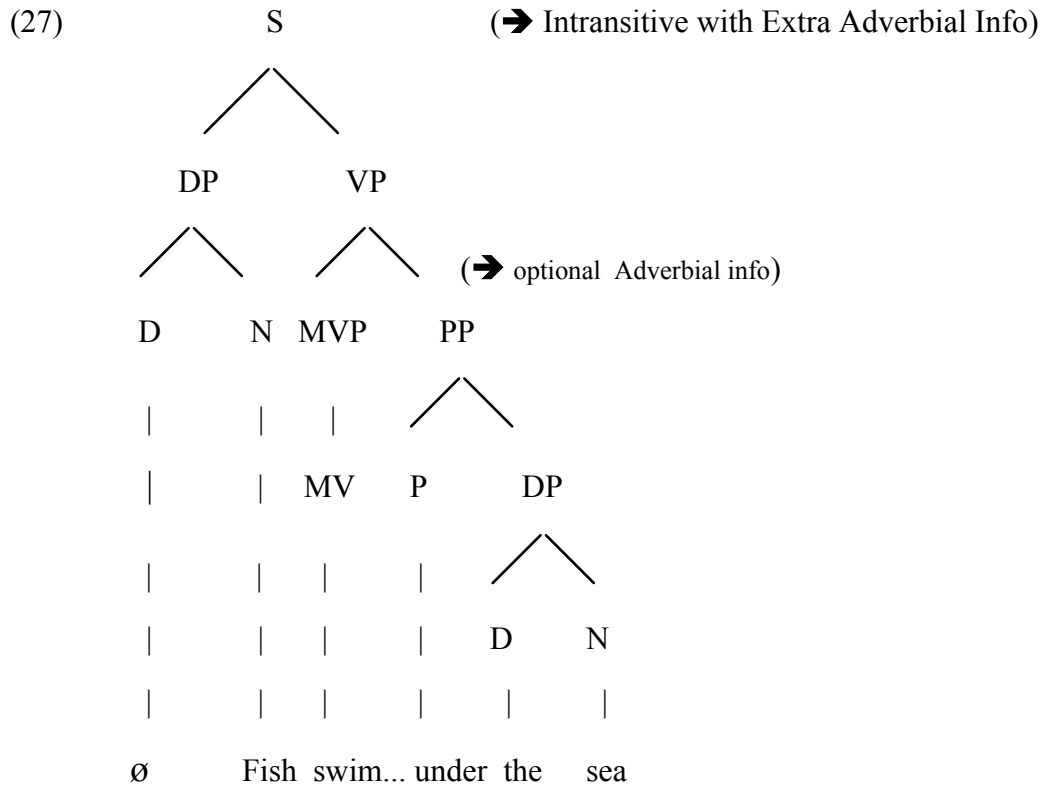 (27) S (➔ Intransitive with Extra Adverbial Info)
DP VP
(➔ optional Adverbial info)
D N MVP PP
| | |
| | MV P DP
| | | |
| | | | D N
| | | | | |
ø Fish swim... under the sea